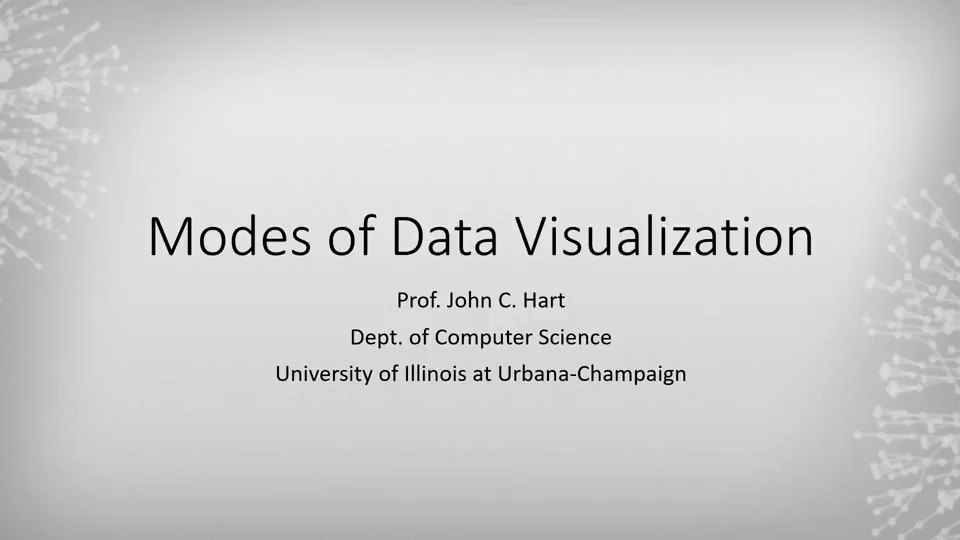 Modes of Data Visualization
Prof. John C. Hart
Dept. of Computer Science
University of Illinois at Urbana-Champaign